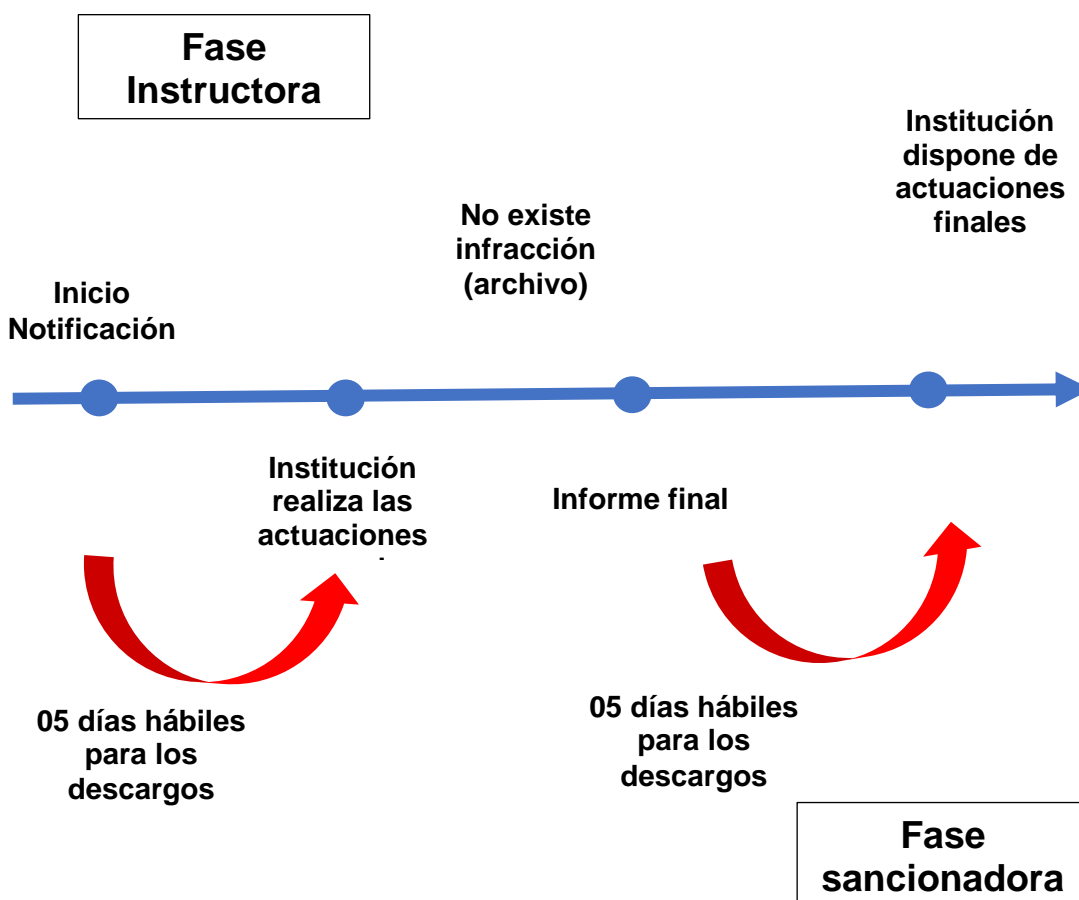 Fase
Instructora
Institución
dispone de
actuaciones
finales
No existe
infracción
(archivo)
Inicio
Notificación
Institución
realiza las
actuaciones
Informe final
05 días hábiles
para los
descargos
05 días hábiles
para los
descargos
Fase
sancionadora